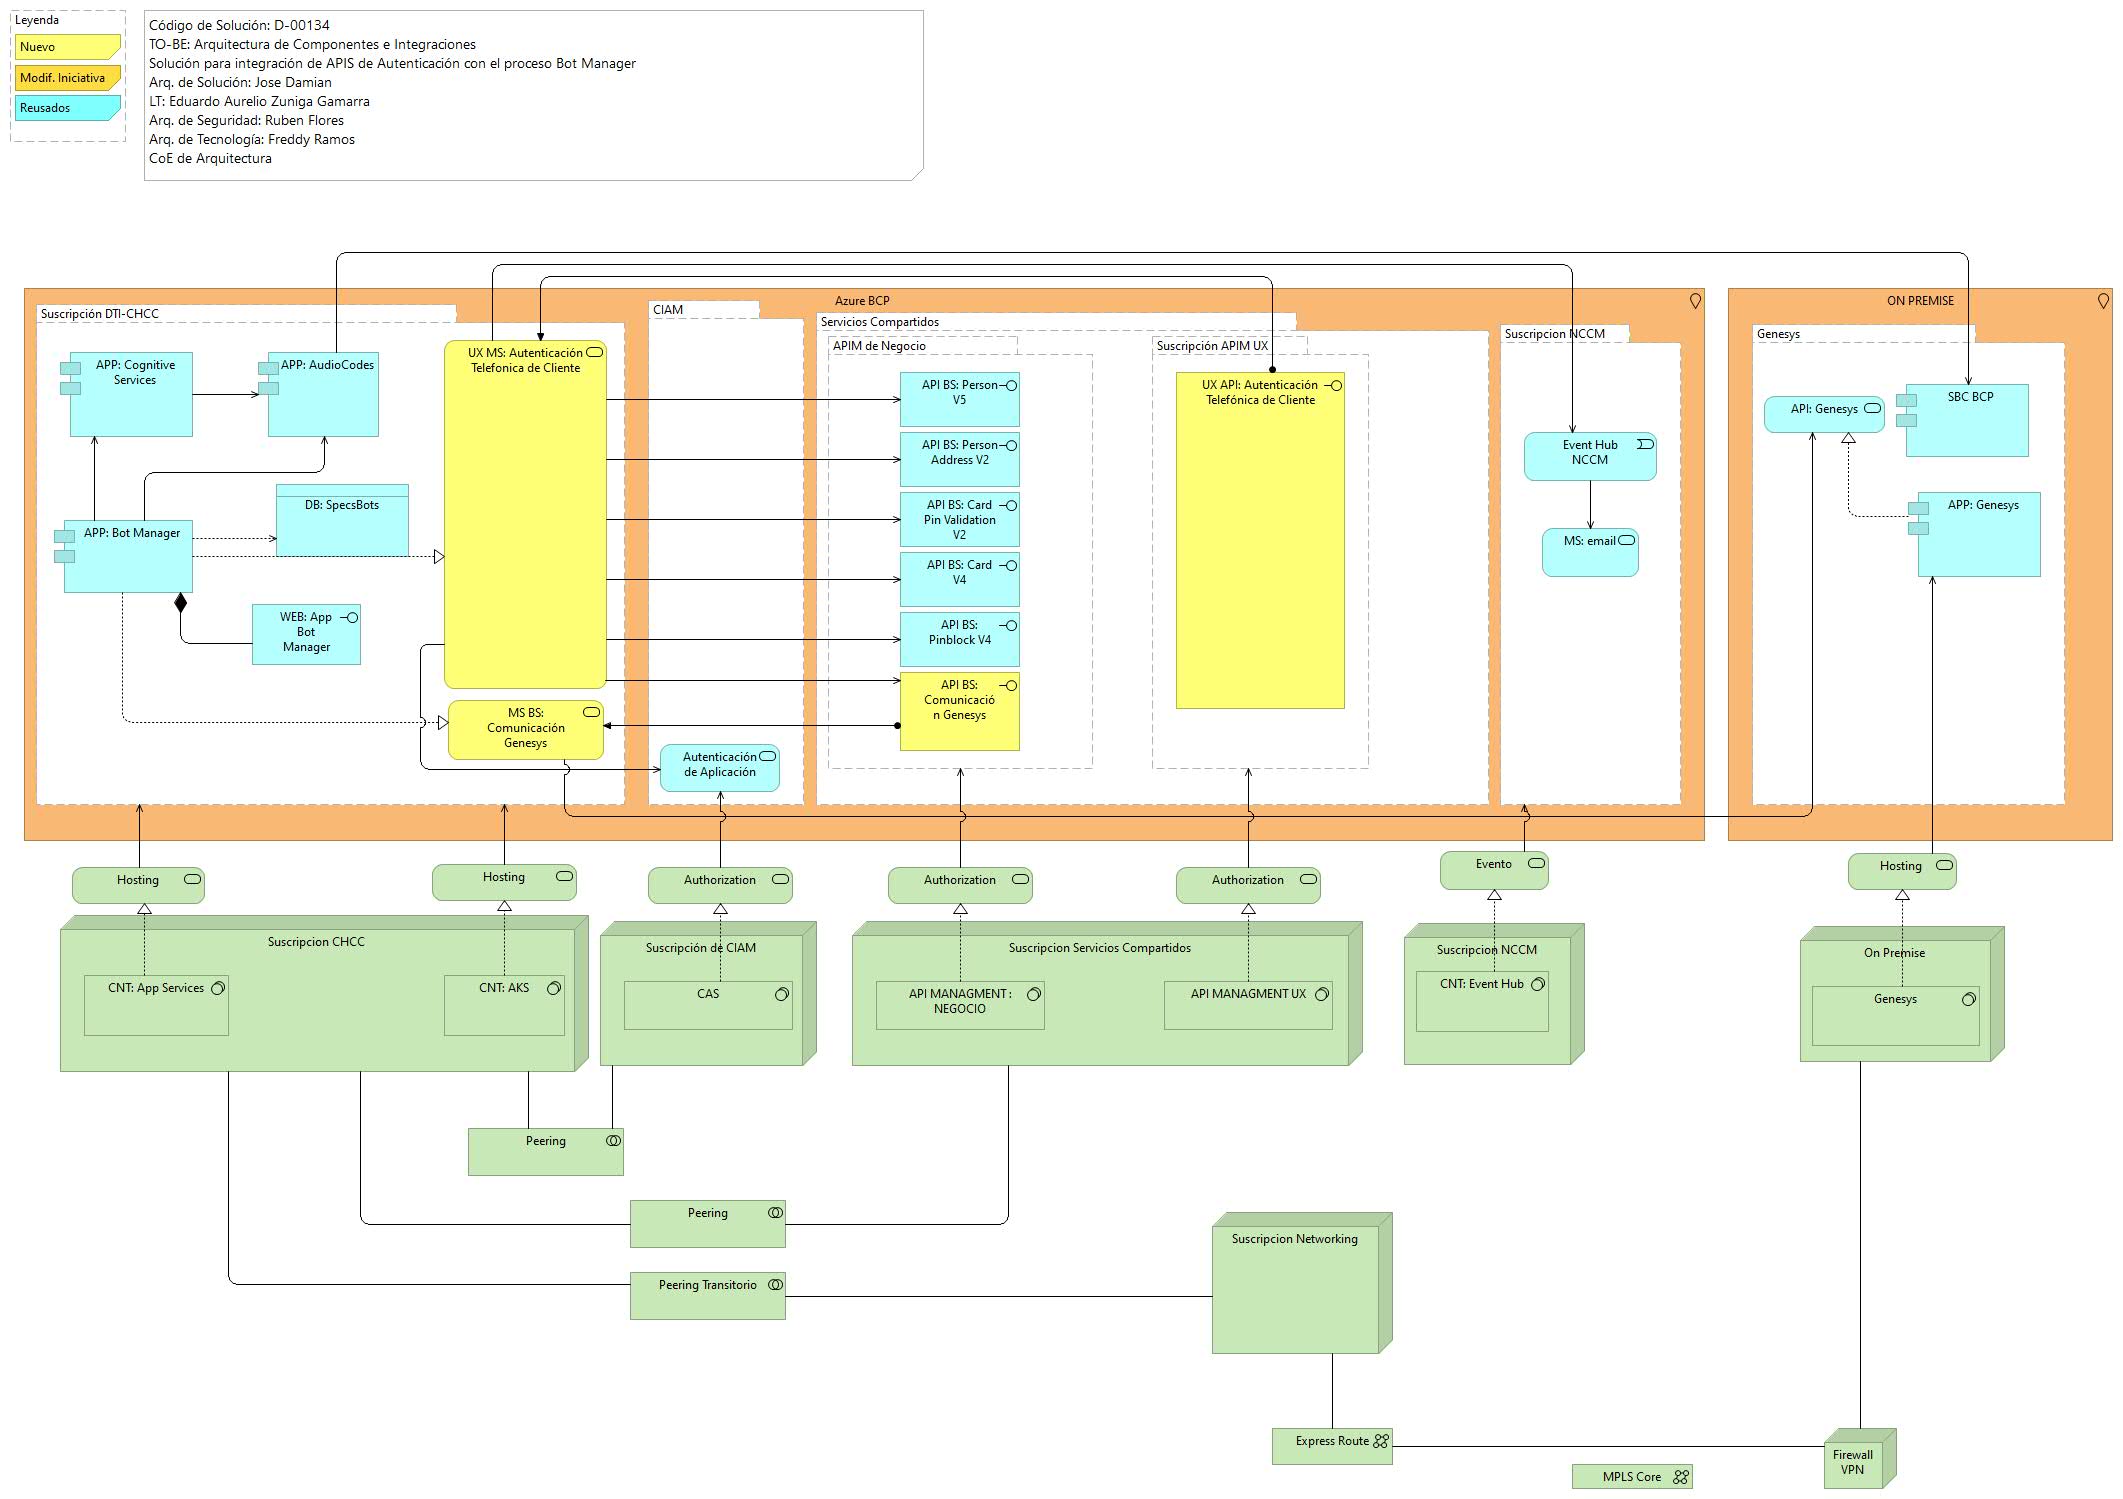 Leyenda
Nuevo
Modif. Iniciativa
Reusados
Código de Solución: D-00134
TO-BE: Arquitectura de Componentes e Integraciones
Solución para integración de APIS de Autenticación con el proceso Bot Manager
Arq. de Solución: Jose Damian
LT: Eduardo Aurelio Zuniga Gamarra
Arq. de Seguridad: Ruben Flores
Arq. de Tecnología: Freddy Ramos
CoE de Arquitectura
Azure BCP
Suscripción DTI-CHCC
APP: Cognitive
Services
APP: AudioCodes
DB: SpecsBots
APP: Bot Manager
WEB: App
Bot
Manager
UX MS: Autenticación
Telefonica de Cliente
MS BS:
Comunicación
Genesys
CIAM
Autenticación
de Aplicación
Servicios Compartidos
APIM de Negocio
API BS: Person
V5
API BS: Person
Address V2
API BS: Card
Pin Validation
V2
API BS: Card
V4
API BS:
Pinblock V4
API BS:
Comunicació
n Genesys
Suscripción APIM UX
UX API: Autenticación
Telefónica de Cliente
Suscripcion NCCM
Event Hub
NCCM
MS: email
ON PREMISE
Genesys
API: Genesys
SBC BCP
APP: Genesys
Hosting
Hosting
Authorization
Authorization
Authorization
Evento
Hosting
Suscripcion CHCC
CNT: App Services
CNT: AKS
Suscripción de CIAM
CAS
Suscripcion Servicios Compartidos
API MANAGMENT :
NEGOCIO
API MANAGMENT UX
Suscripcion NCCM
CNT: Event Hub
On Premise
Genesys
Peering
Peering
Peering Transitorio
Suscripcion Networking
Express Route
MPLS Core
Firewall
VPN